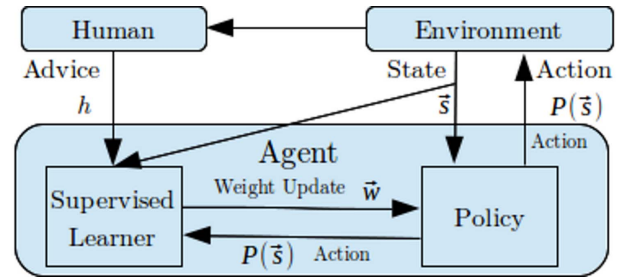 Human
Environment
Advice
h
State
s⃗
Action
P(s⃗)
Action
Agent
Supervised
Learner
Weight Update w⃗
Policy
P(s⃗) Action